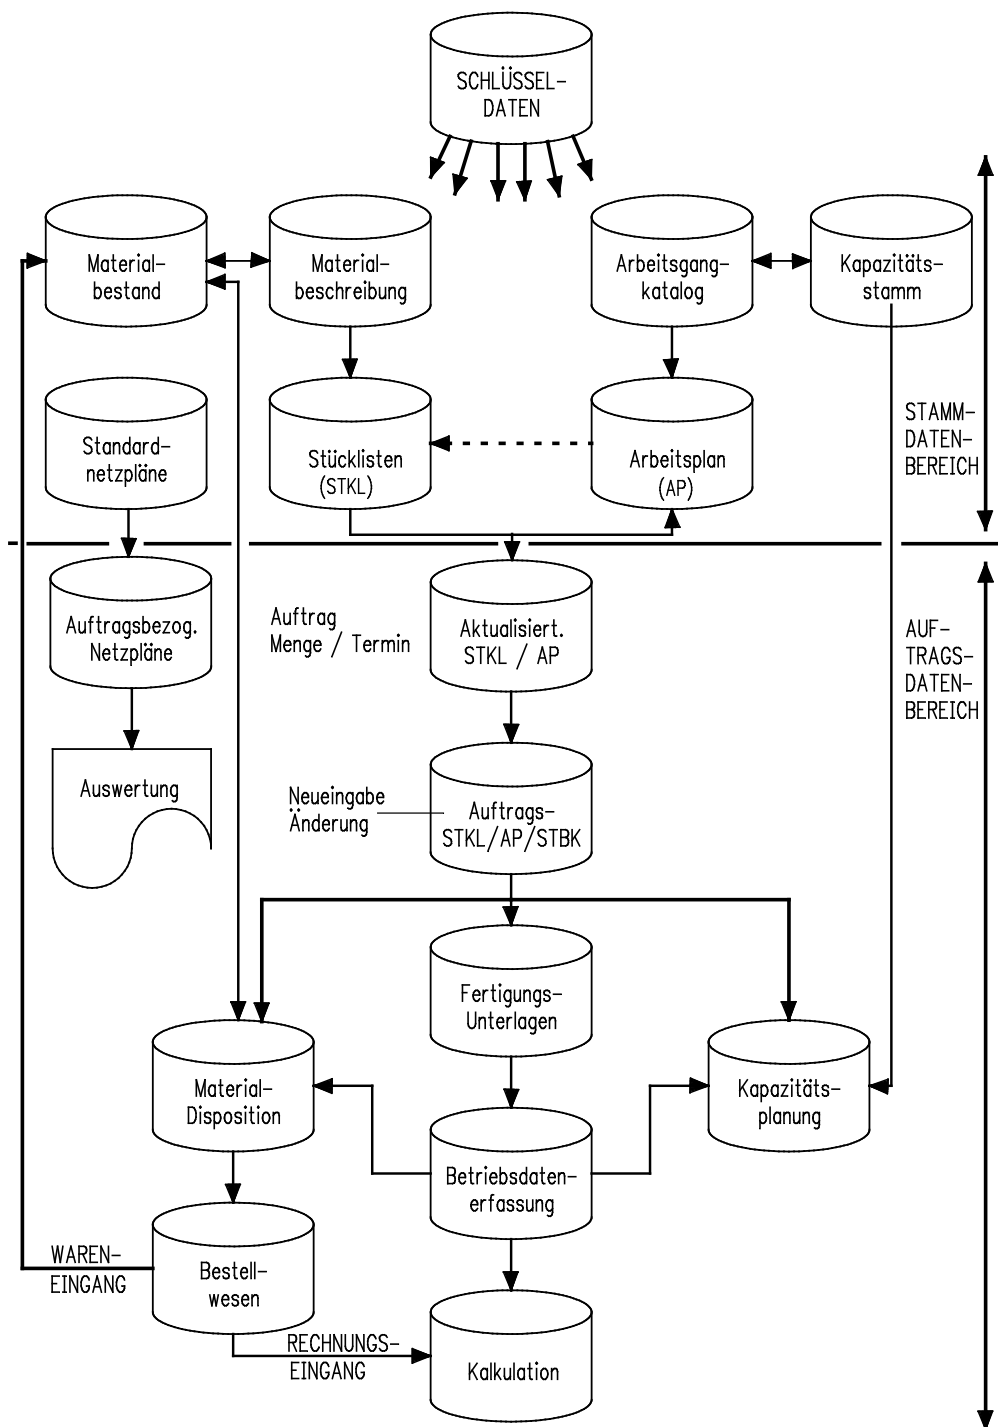 SCHLÜSSEL-
DATEN
Material-
bestand
Material-
beschreibung
Arbeitsgang-
katalog
Kapazitäts-
stamm
STAMM-
DATEN-
BEREICH
Standard-
netzpläne
Stücklisten
(STKL)
Arbeitsplan
(AP)
Auftragsbezog.
Netzpläne
Auftrag
Menge / Termin
Aktualisiert.
STKL / AP
AUF-
TRAGS-
DATEN-
BEREICH
Auswertung
Neueingabe
Änderung
Auftrags-
STKL/AP/STBK
Fertigungs-
Unterlagen
Material-
Disposition
Kapazitäts-
planung
Betriebsdaten-
erfassung
WAREN-
EINGANG
Bestell-
wesen
RECHNUNGS-
EINGANG
Kalkulation